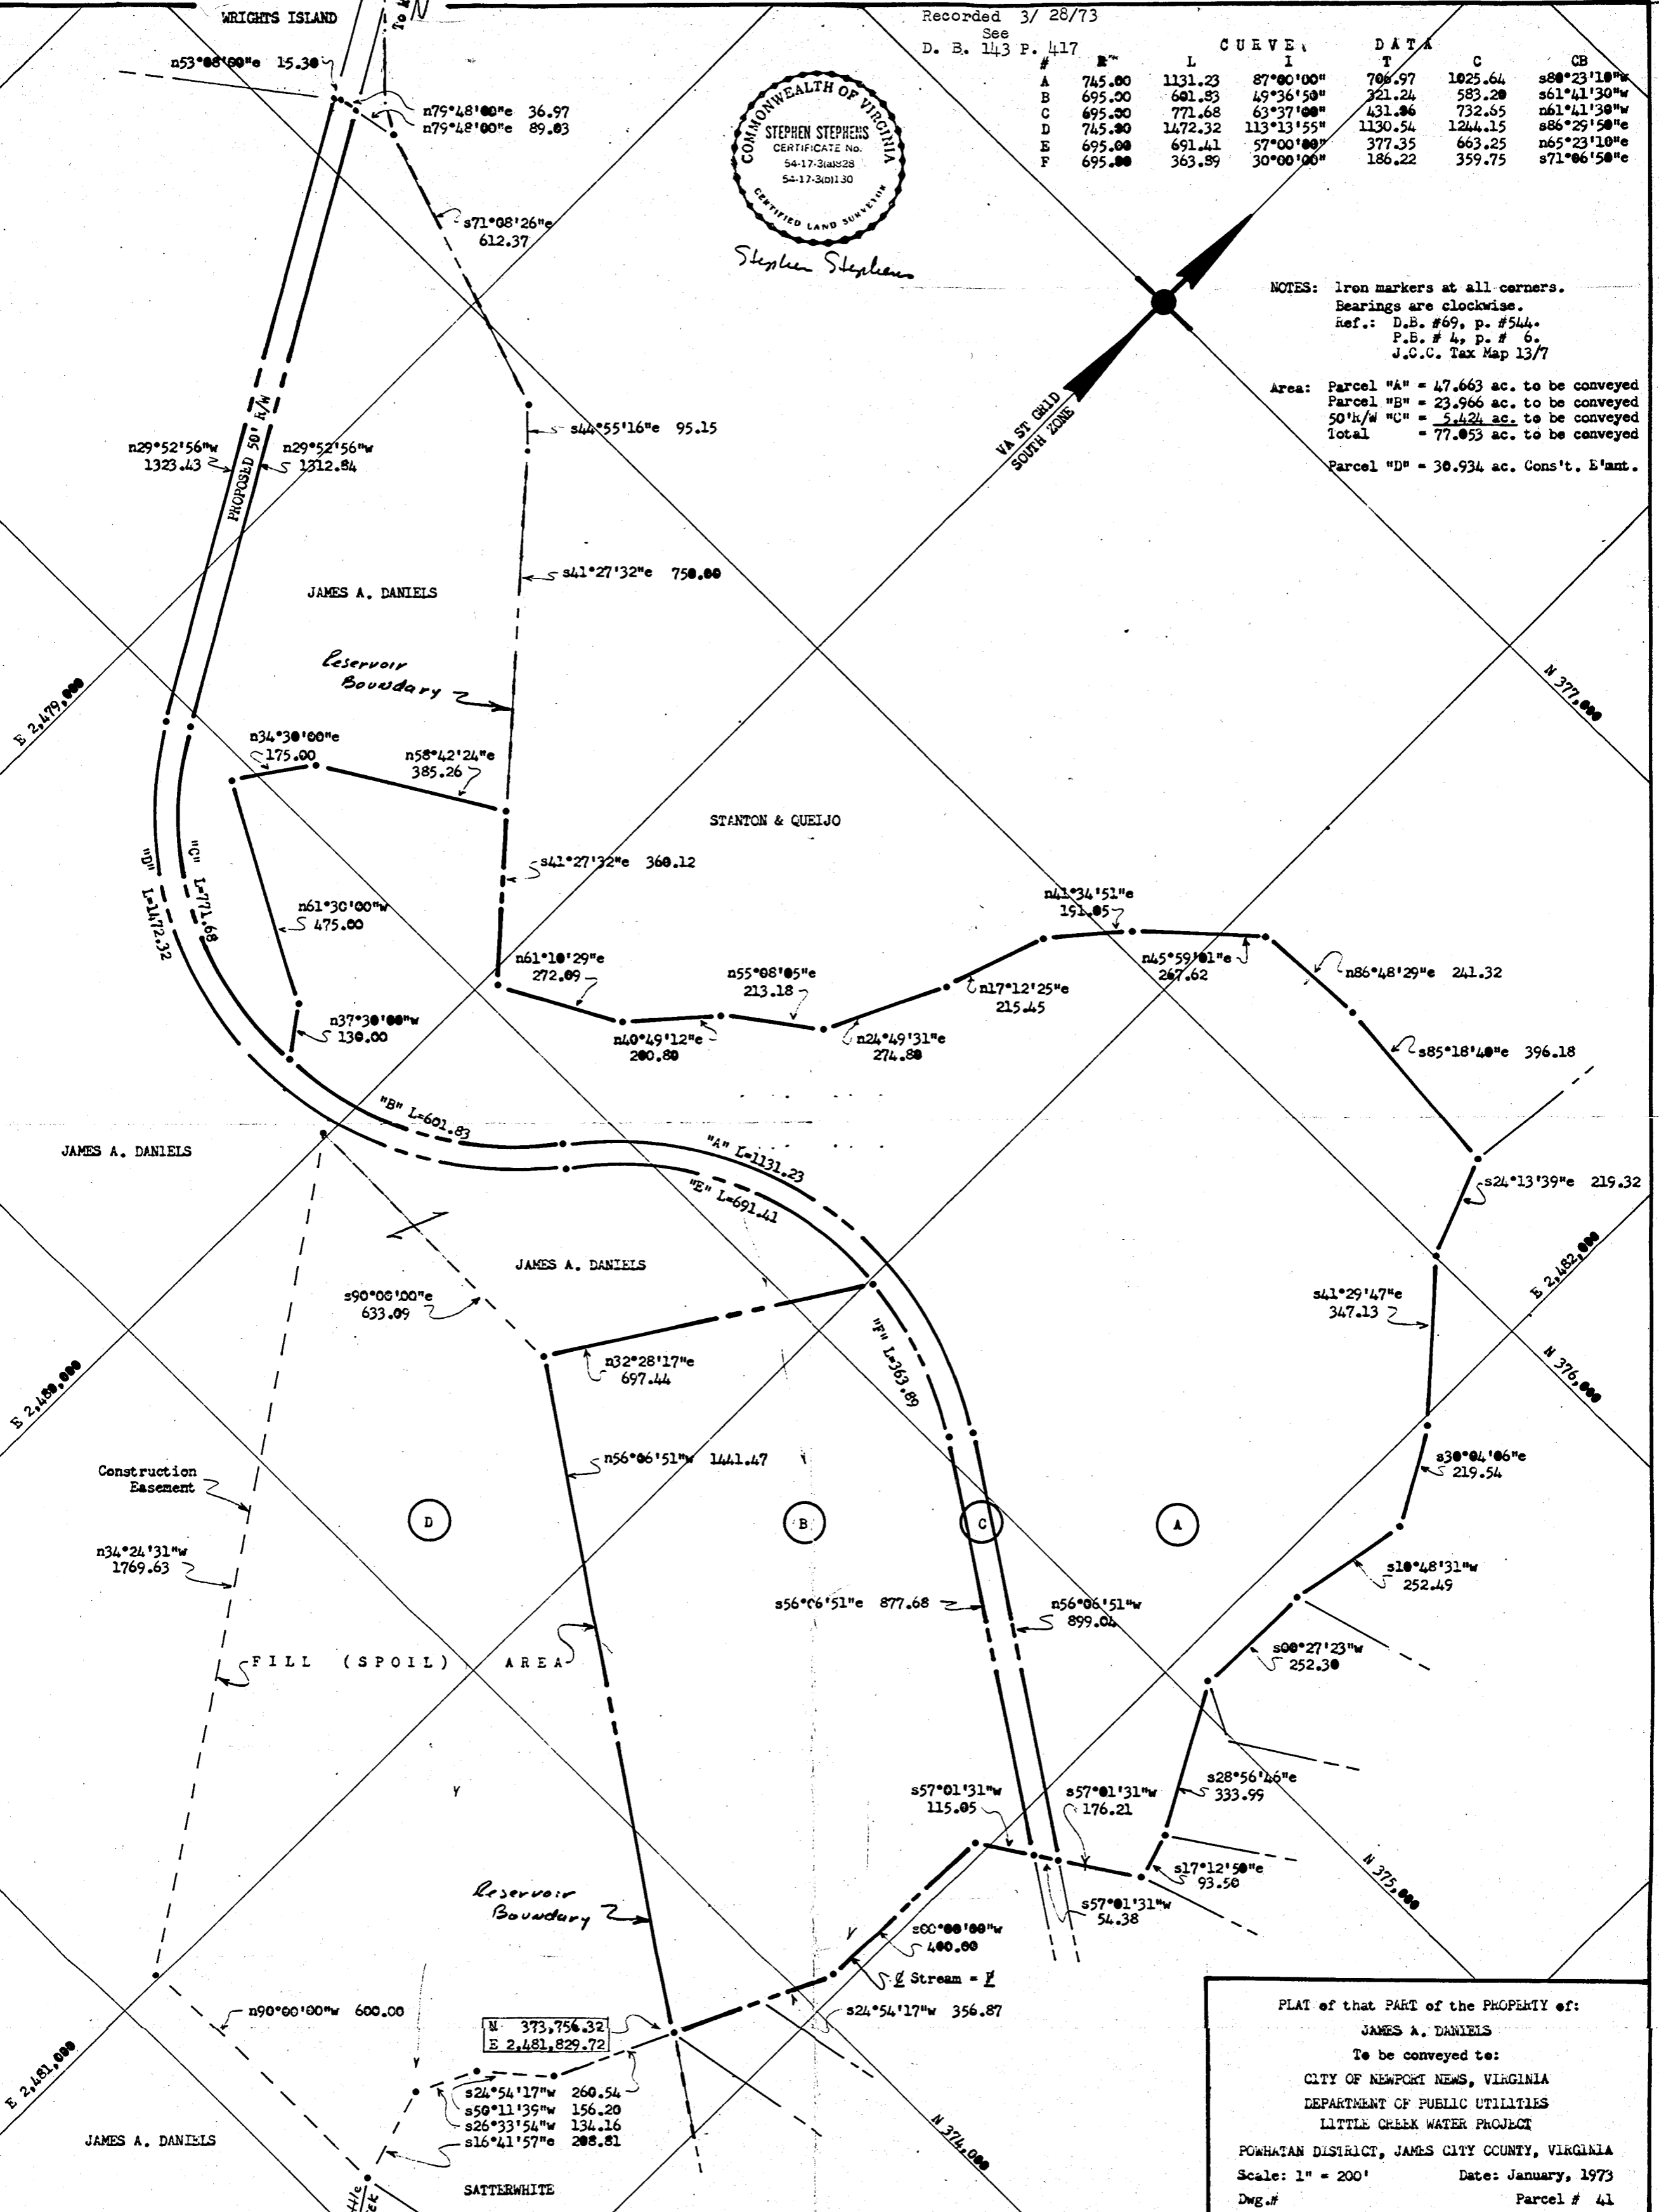 WRIGHTS ISLAND
N
Recorded 3/ 28/73
See
D. B. 143 P. 417
CURVE DATA
# R L I T C CB
A 745.00 1131.23 87°00'00" 706.97 1025.64 s80°23'10"w
B 695.00 601.83 49°36'50" 321.24 583.20 s61°41'30"w
C 695.00 771.68 63°37'00" 431.06 732.65 n61°41'30"w
D 745.00 1472.32 113°13'55" 1130.54 1244.15 s86°29'50"e
E 695.00 691.41 57°00'00" 377.35 663.25 n65°23'10"e
F 695.00 363.89 30°00'00" 186.22 359.75 s71°06'50"e
COMMONWEALTH OF VIRGINIA
STEPHEN STEPHENS
CERTIFICATE No.
54-17-3(a)828
54-17-3(b)130
CERTIFIED LAND SURVEYOR
Stephen Stephens
n53°08'00"e 15.30
n79°48'00"e 36.97
n79°48'00"e 89.03
s71°08'26"e
612.37
NOTES: Iron markers at all corners.
Bearings are clockwise.
Ref.: D.B. #69, p. #544.
P.B. # 4, p. # 6.
J.C.C. Tax Map 13/7
Area: Parcel "A" = 47.663 ac. to be conveyed
Parcel "B" = 23.966 ac. to be conveyed
50'R/W "C" = 5.424 ac. to be conveyed
Total = 77.053 ac. to be conveyed
Parcel "D" = 30.934 ac. Cons't. E'mnt.
VA ST GRID
SOUTH ZONE
s44°55'16"e 95.15
n29°52'56"w
1323.43
PROPOSED 50' R/W
n29°52'56"w
1312.84
s41°27'32"e 750.00
JAMES A. DANIELS
Reservoir
Boundary
E 2,479,000
N 377,000
n34°30'00"e
175.00
n58°42'24"e
385.26
STANTON & QUEIJO
s41°27'32"e 360.12
"D" L=1472.32
"C" L=771.68
n61°30'00"w
475.00
n41°34'51"e
191.05
n61°10'29"e
272.09
n55°08'05"e
213.18
n17°12'25"e
215.45
n45°59'01"e
267.62
n86°48'29"e 241.32
n37°30'00"w
130.00
n40°49'12"e
200.80
n24°49'31"e
274.80
s85°18'40"e 396.18
"B" L=601.83
JAMES A. DANIELS
"A" L=1131.23
"E" L=691.41
s24°13'39"e 219.32
JAMES A. DANIELS
E 2,482,000
s90°00'00"e
633.09
s41°29'47"e
347.13
n32°28'17"e
697.44
"F" L=363.89
E 2,480,000
N 376,000
n56°06'51"w 1441.47
s30°04'06"e
219.54
Construction
Easement
D
B
C
A
n34°24'31"w
1769.63
s10°48'31"w
252.49
s56°06'51"e 877.68
n56°06'51"w
899.04
FILL (SPOIL) AREA
s00°27'23"w
252.30
s57°01'31"w
115.05
s57°01'31"w
176.21
s28°56'46"e
333.99
N 375,000
s17°12'50"e
93.50
s57°01'31"w
54.38
Reservoir
Boundary
s00°00'00"w
400.00
℄ Stream = ⅊
s24°54'17"w 356.87
n90°00'00"w 600.00
N 373,756.32
E 2,481,829.72
E 2,481,000
s24°54'17"w 260.54
s50°11'39"w 156.20
s26°33'54"w 134.16
s16°41'57"e 208.81
N 374,000
JAMES A. DANIELS
SATTERWHITE
PLAT of that PART of the PROPERTY of:
JAMES A. DANIELS
To be conveyed to:
CITY OF NEWPORT NEWS, VIRGINIA
DEPARTMENT OF PUBLIC UTILITIES
LITTLE CREEK WATER PROJECT
POWHATAN DISTRICT, JAMES CITY COUNTY, VIRGINIA
Scale: 1" = 200' Date: January, 1973
Dwg.# Parcel # 41